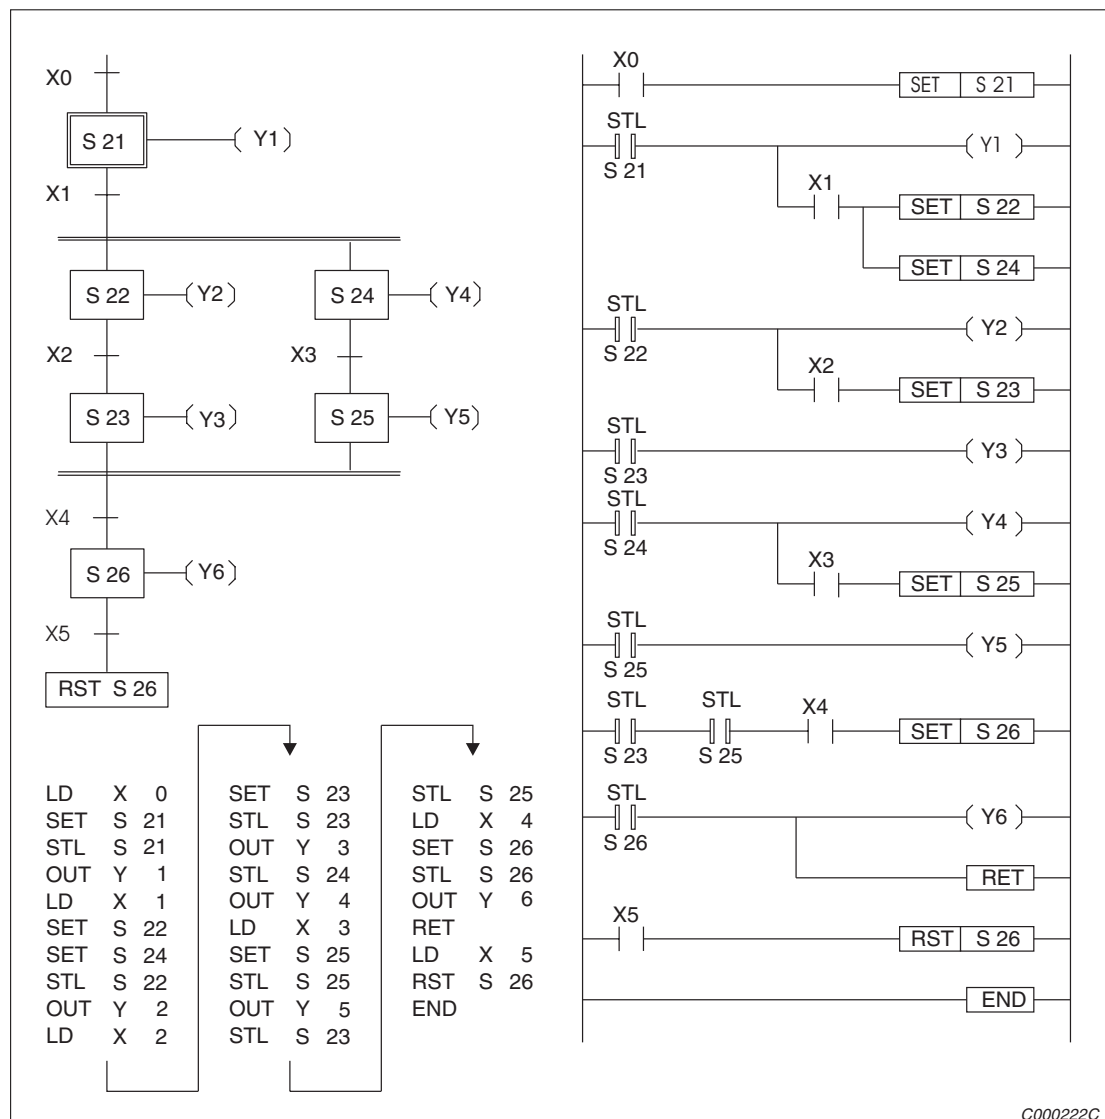 X0
S 21
Y1
X1
S 22
Y2
S 24
Y4
X2
X3
S 23
Y3
S 25
Y5
X4
S 26
Y6
X5
RST S 26
LD X 0
SET S 21
STL S 21
OUT Y 1
LD X 1
SET S 22
SET S 24
STL S 22
OUT Y 2
LD X 2
SET S 23
STL S 23
OUT Y 3
STL S 24
OUT Y 4
LD X 3
SET S 25
STL S 25
OUT Y 5
STL S 23
STL S 25
LD X 4
SET S 26
STL S 26
OUT Y 6
RET
LD X 5
RST S 26
END
X0
SET S 21
STL
S 21
Y1
X1
SET S 22
SET S 24
STL
S 22
Y2
X2
SET S 23
STL
S 23
Y3
STL
S 24
Y4
X3
SET S 25
STL
S 25
Y5
STL STL X4
S 23 S 25
SET S 26
STL
S 26
Y6
RET
X5
RST S 26
END
C000222C